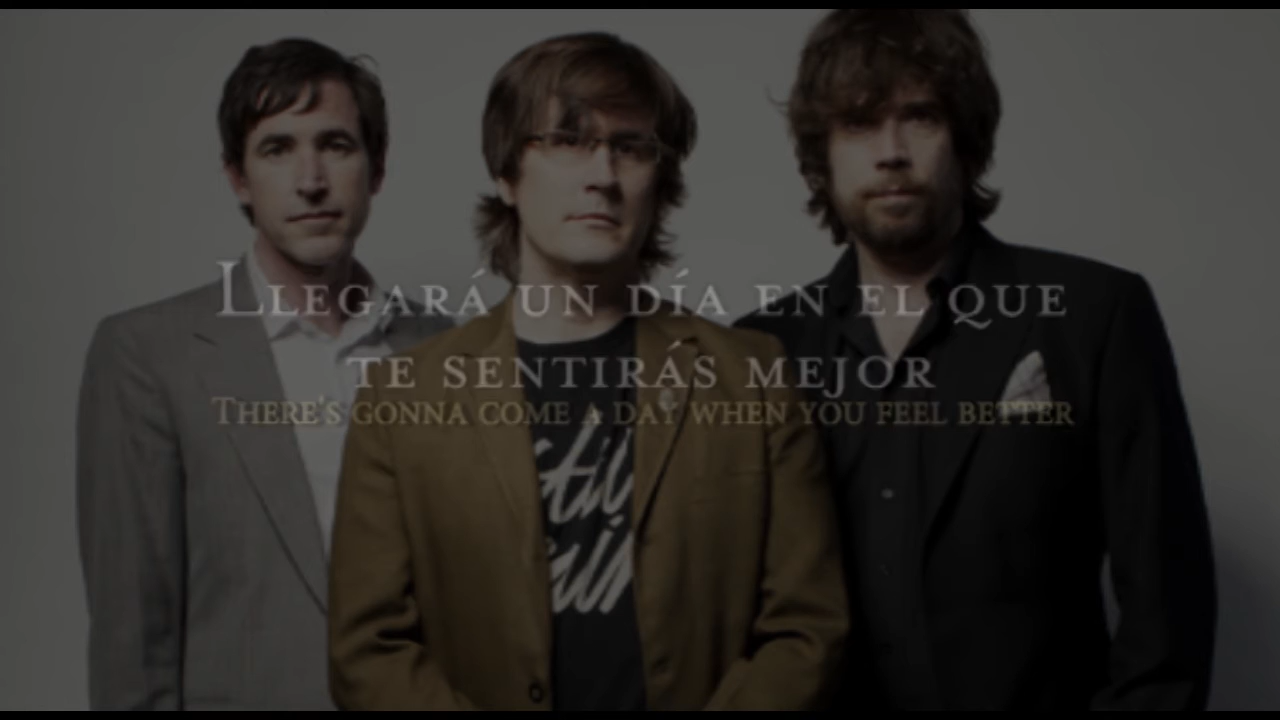 Llegará un día en el que
te sentirás mejor
There's gonna come a day when you feel better